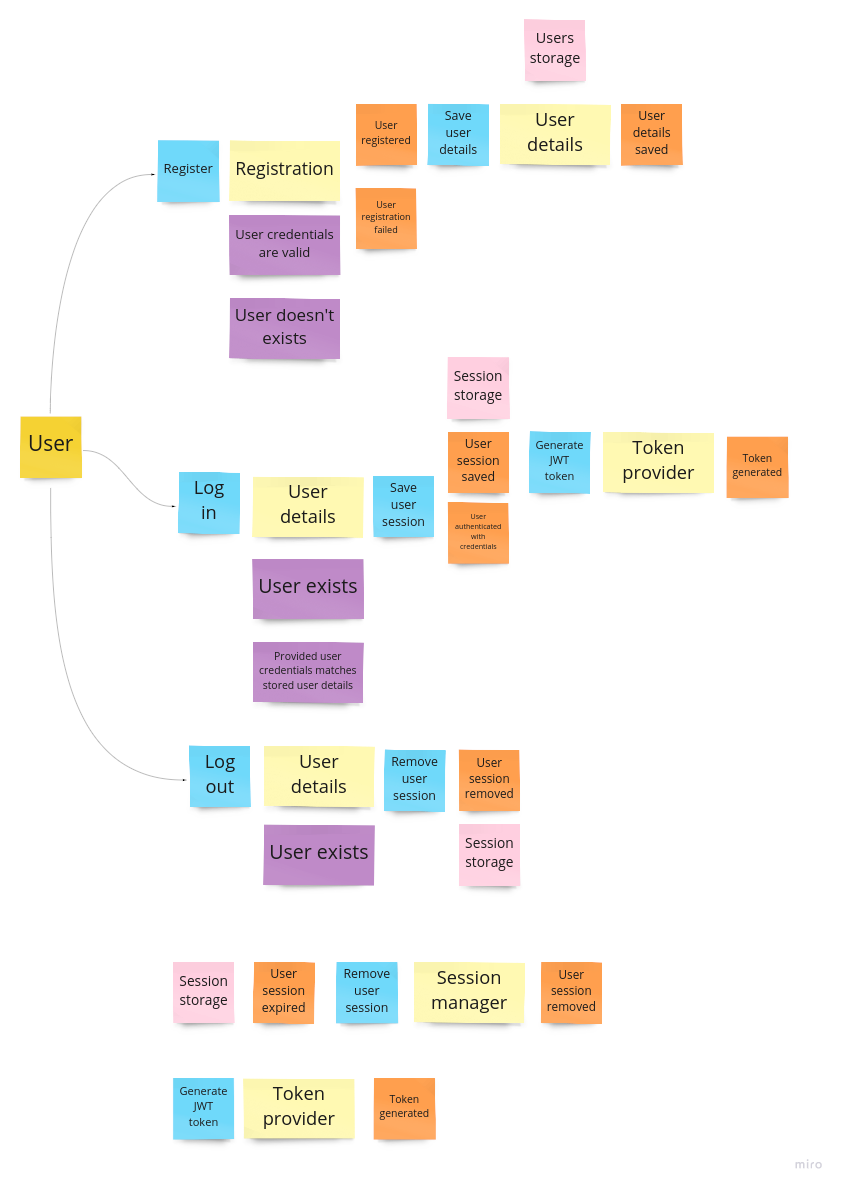 Users
storage
User
registered
Save
user
details
User
details
User
details
saved
Register
Registration
User
registration
failed
User credentials
are valid
User doesn't
exists
Session
storage
User
User
session
saved
Generate
JWT
token
Token
provider
Token
generated
Log
in
User
details
Save
user
session
User
authenticated
with
credentials
User exists
Provided user
credentials matches
stored user details
Log
out
User
details
Remove
user
session
User
session
removed
User exists
Session
storage
Session
storage
User
session
expired
Remove
user
session
Session
manager
User
session
removed
Generate
JWT
token
Token
provider
Token
generated
miro